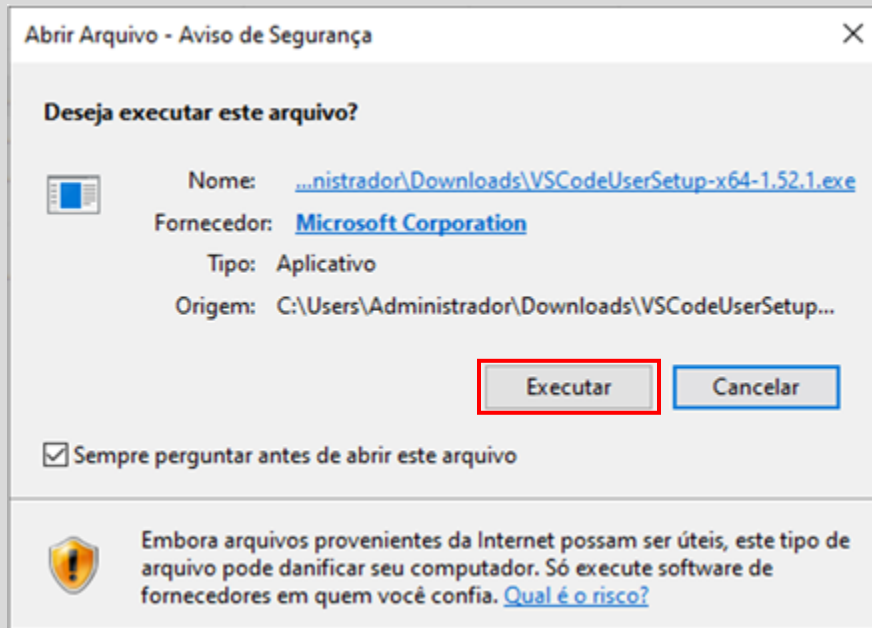 Abrir Arquivo - Aviso de Segurança
Deseja executar este arquivo?
Nome: ...nistrador\Downloads\VSCodeUserSetup-x64-1.52.1.exe
Fornecedor: Microsoft Corporation
Tipo: Aplicativo
Origem: C:\Users\Administrador\Downloads\VSCodeUserSetup...
Executar Cancelar
Sempre perguntar antes de abrir este arquivo
Embora arquivos provenientes da Internet possam ser úteis, este tipo de
arquivo pode danificar seu computador. Só execute software de
fornecedores em quem você confia. Qual é o risco?